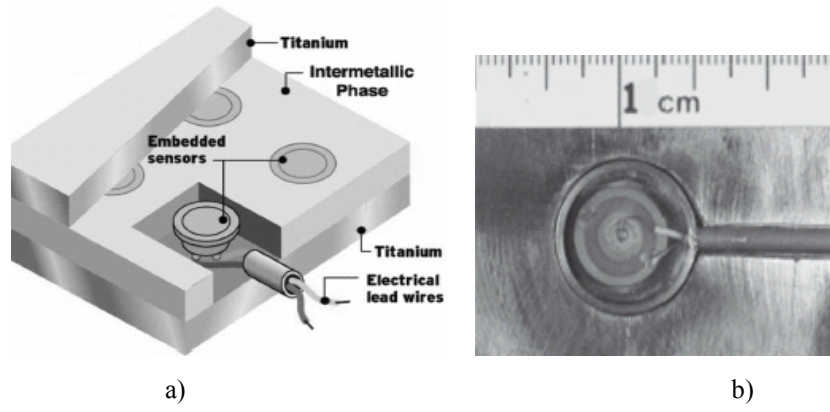 Titanium
Intermetallic
Phase
Embedded
sensors
Titanium
Electrical
lead wires
1 cm
a)
b)